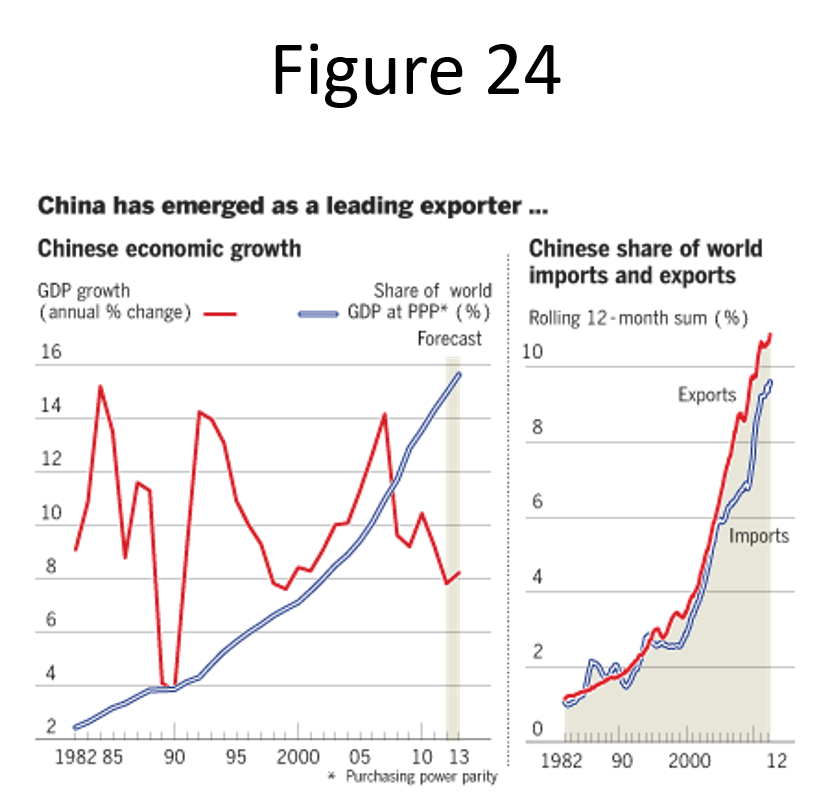 Figure 24
China has emerged as a leading exporter ...
Chinese economic growth
GDP growth
(annual % change)
Share of world
GDP at PPP* (%)
Forecast
16
14
12
10
8
6
4
2
1982 85 90 95 2000 05 10 13
* Purchasing power parity
Chinese share of world
imports and exports
Rolling 12-month sum (%)
10
8
6
4
2
0
Exports
Imports
1982 90 2000 12